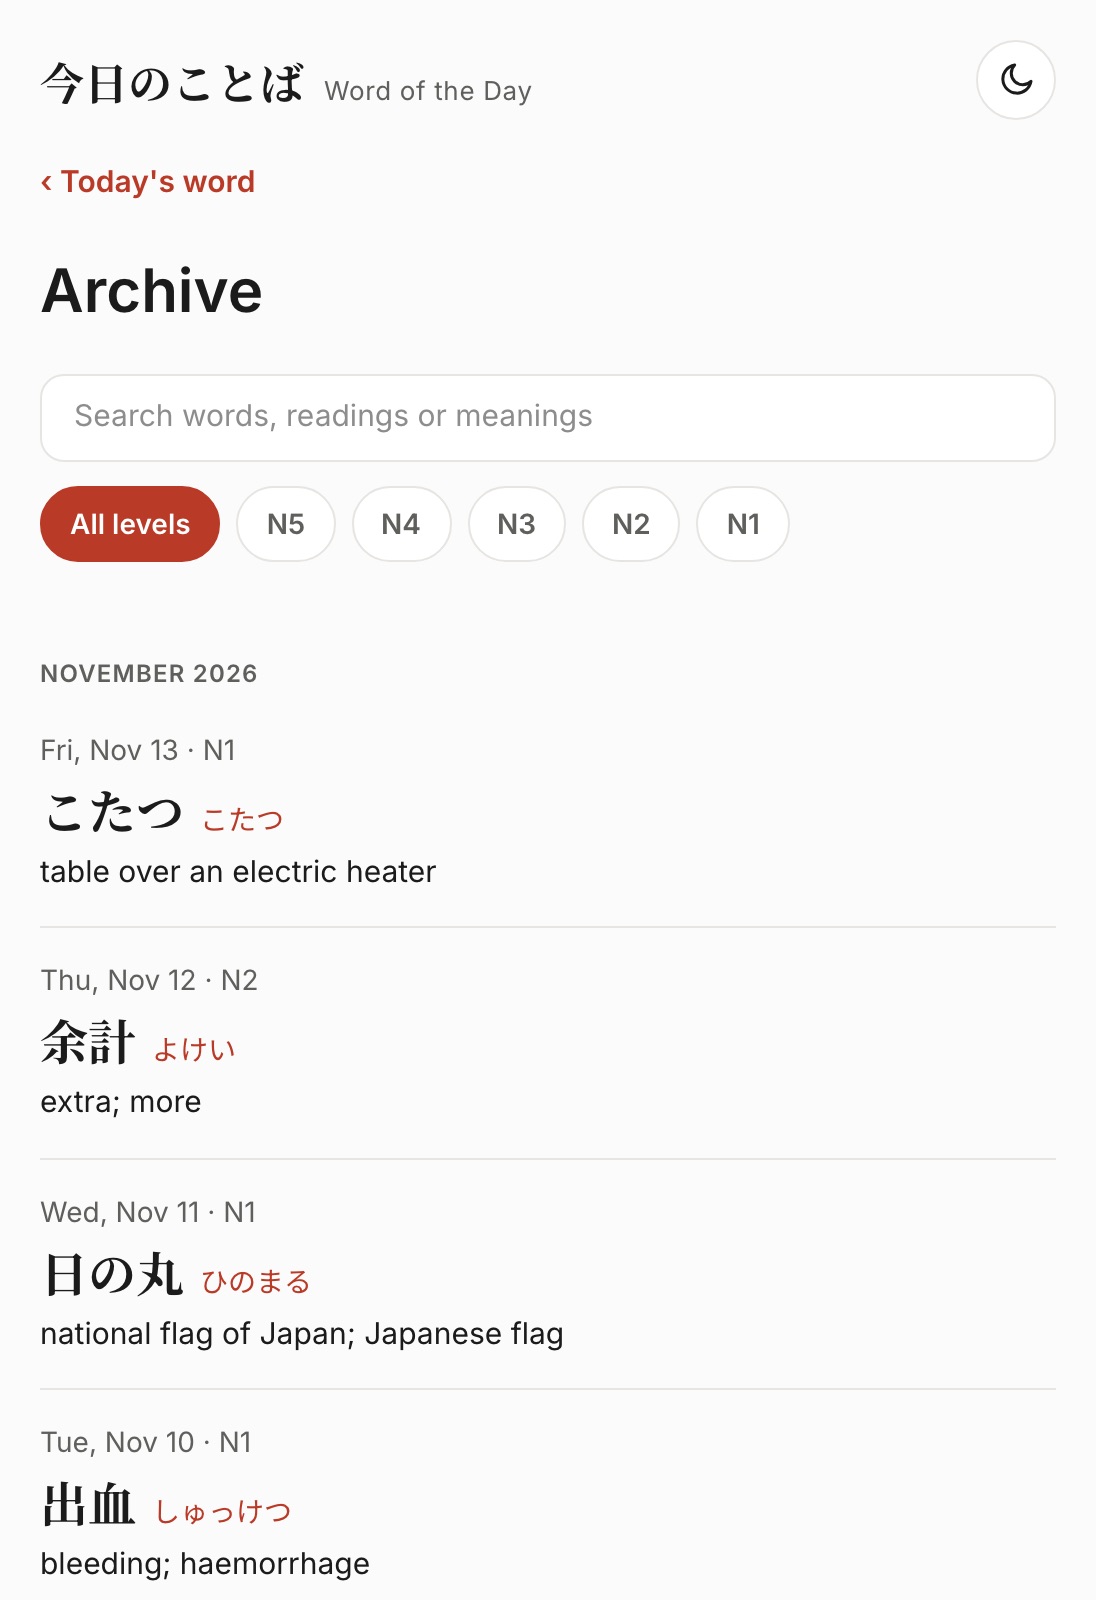 今日のことば Word of the Day
‹ Today's word
Archive
Search words, readings or meanings
All levels N5 N4 N3 N2 N1
NOVEMBER 2026
Fri, Nov 13 · N1
こたつ こたつ
table over an electric heater
Thu, Nov 12 · N2
余計 よけい
extra; more
Wed, Nov 11 · N1
日の丸 ひのまる
national flag of Japan; Japanese flag
Tue, Nov 10 · N1
出血 しゅっけつ
bleeding; haemorrhage